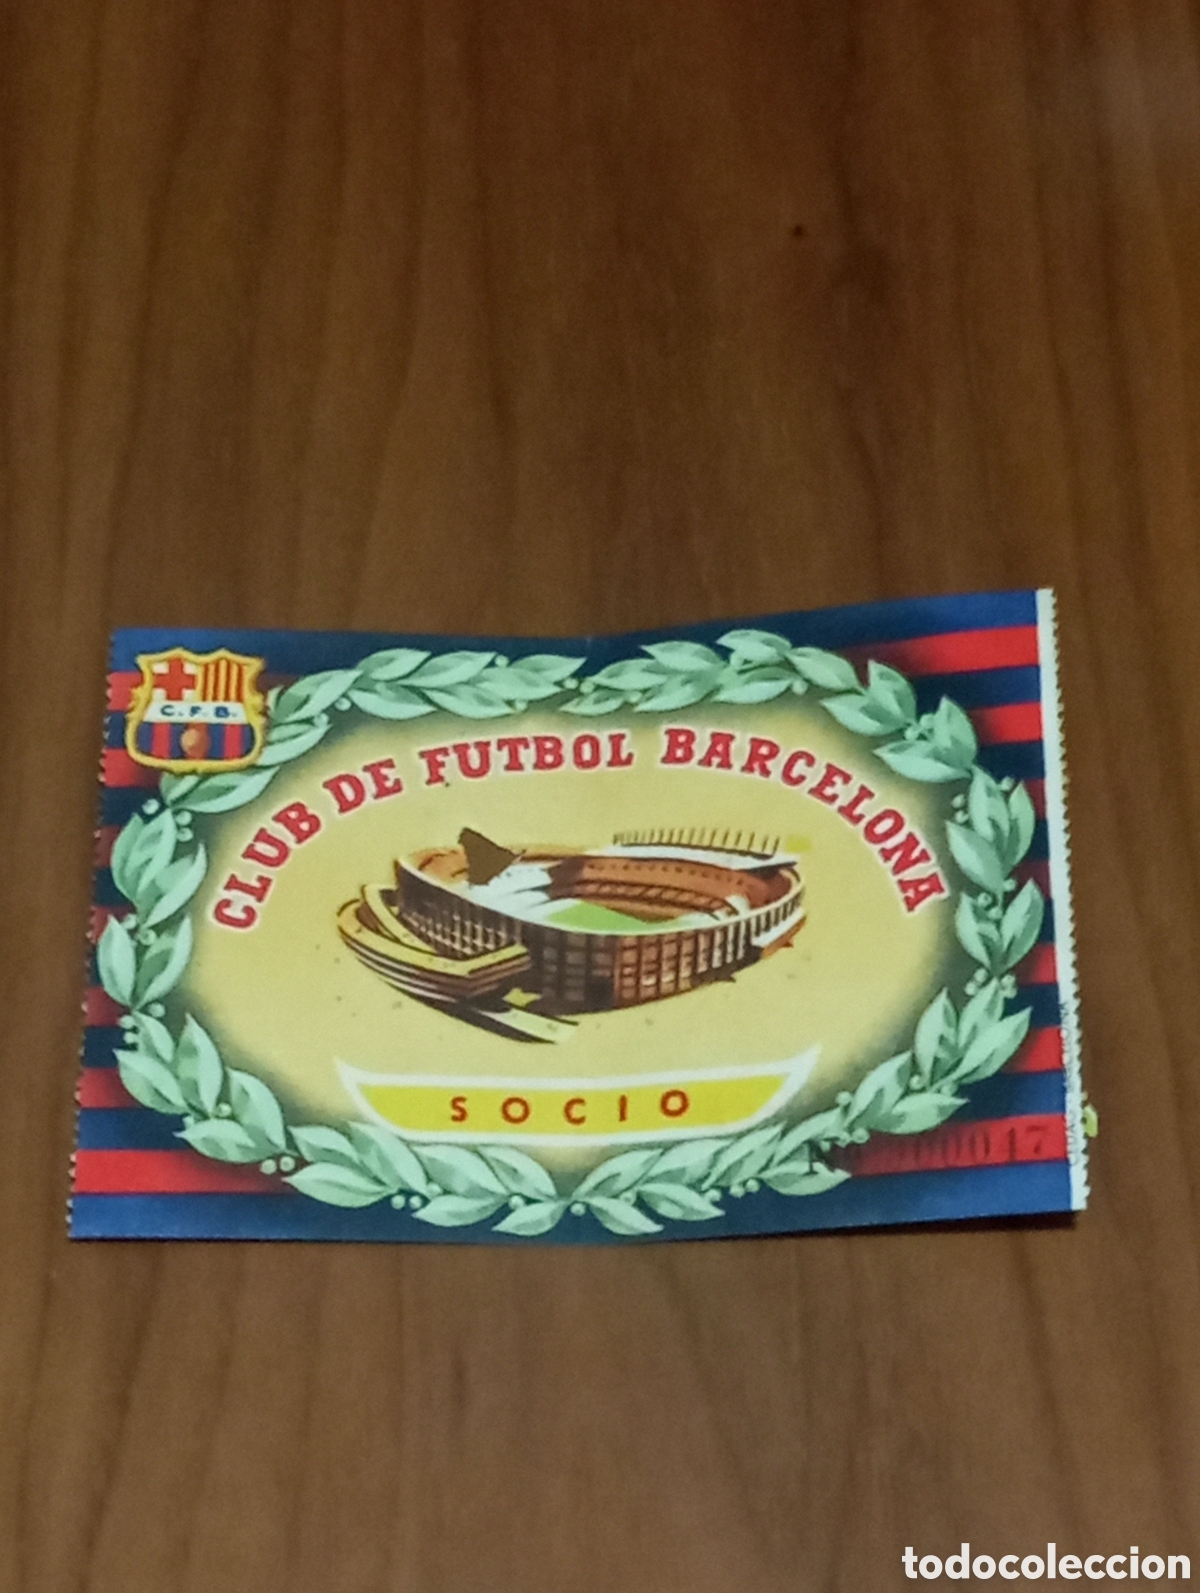 C. F. B.
CLUB DE FUTBOL BARCELONA
SOCIO
todocoleccion